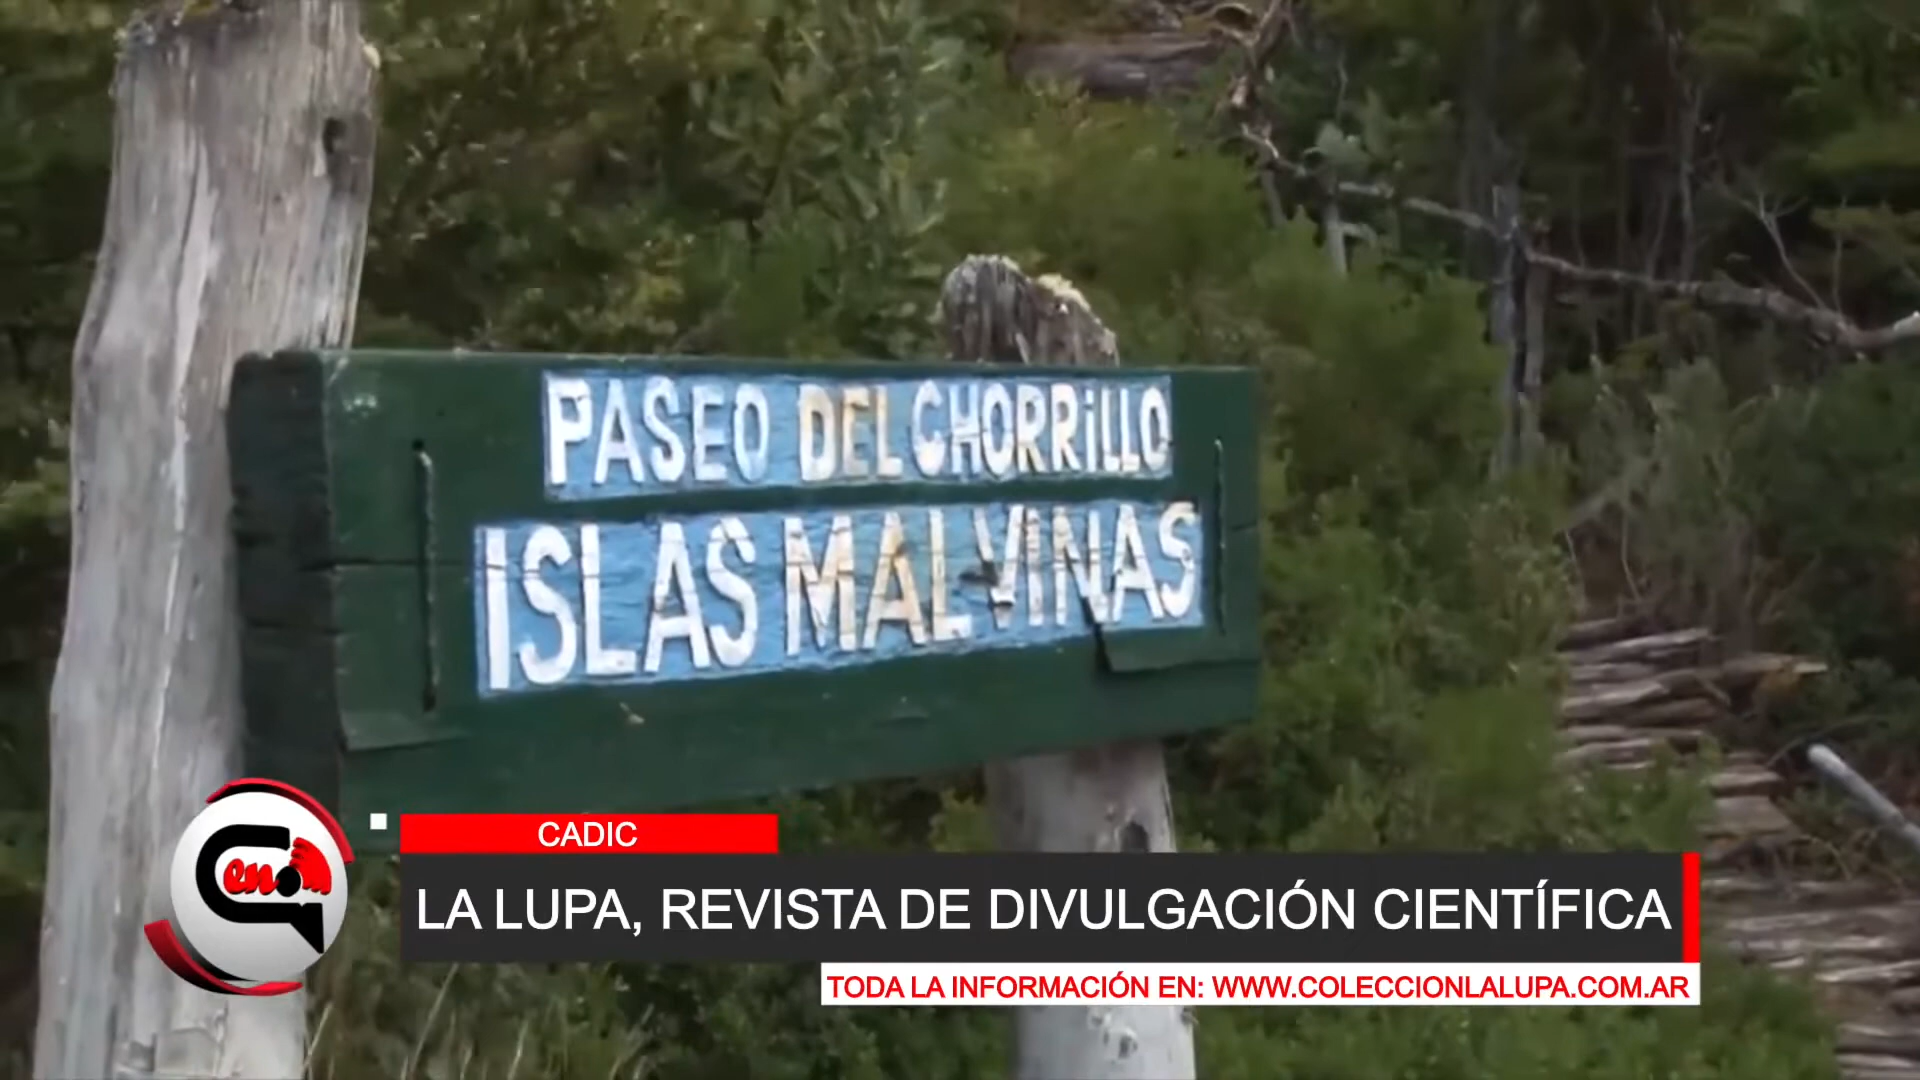 PASEO DEL CHORRiLLO
ISLAS MALVINAS
en
CADIC
LA LUPA, REVISTA DE DIVULGACIÓN CIENTÍFICA
TODA LA INFORMACIÓN EN: WWW.COLECCIONLALUPA.COM.AR